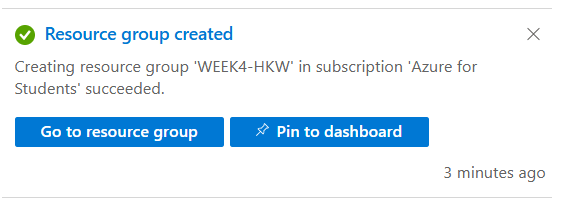 Resource group created
Creating resource group 'WEEK4-HKW' in subscription 'Azure for
Students' succeeded.
Go to resource group
Pin to dashboard
3 minutes ago